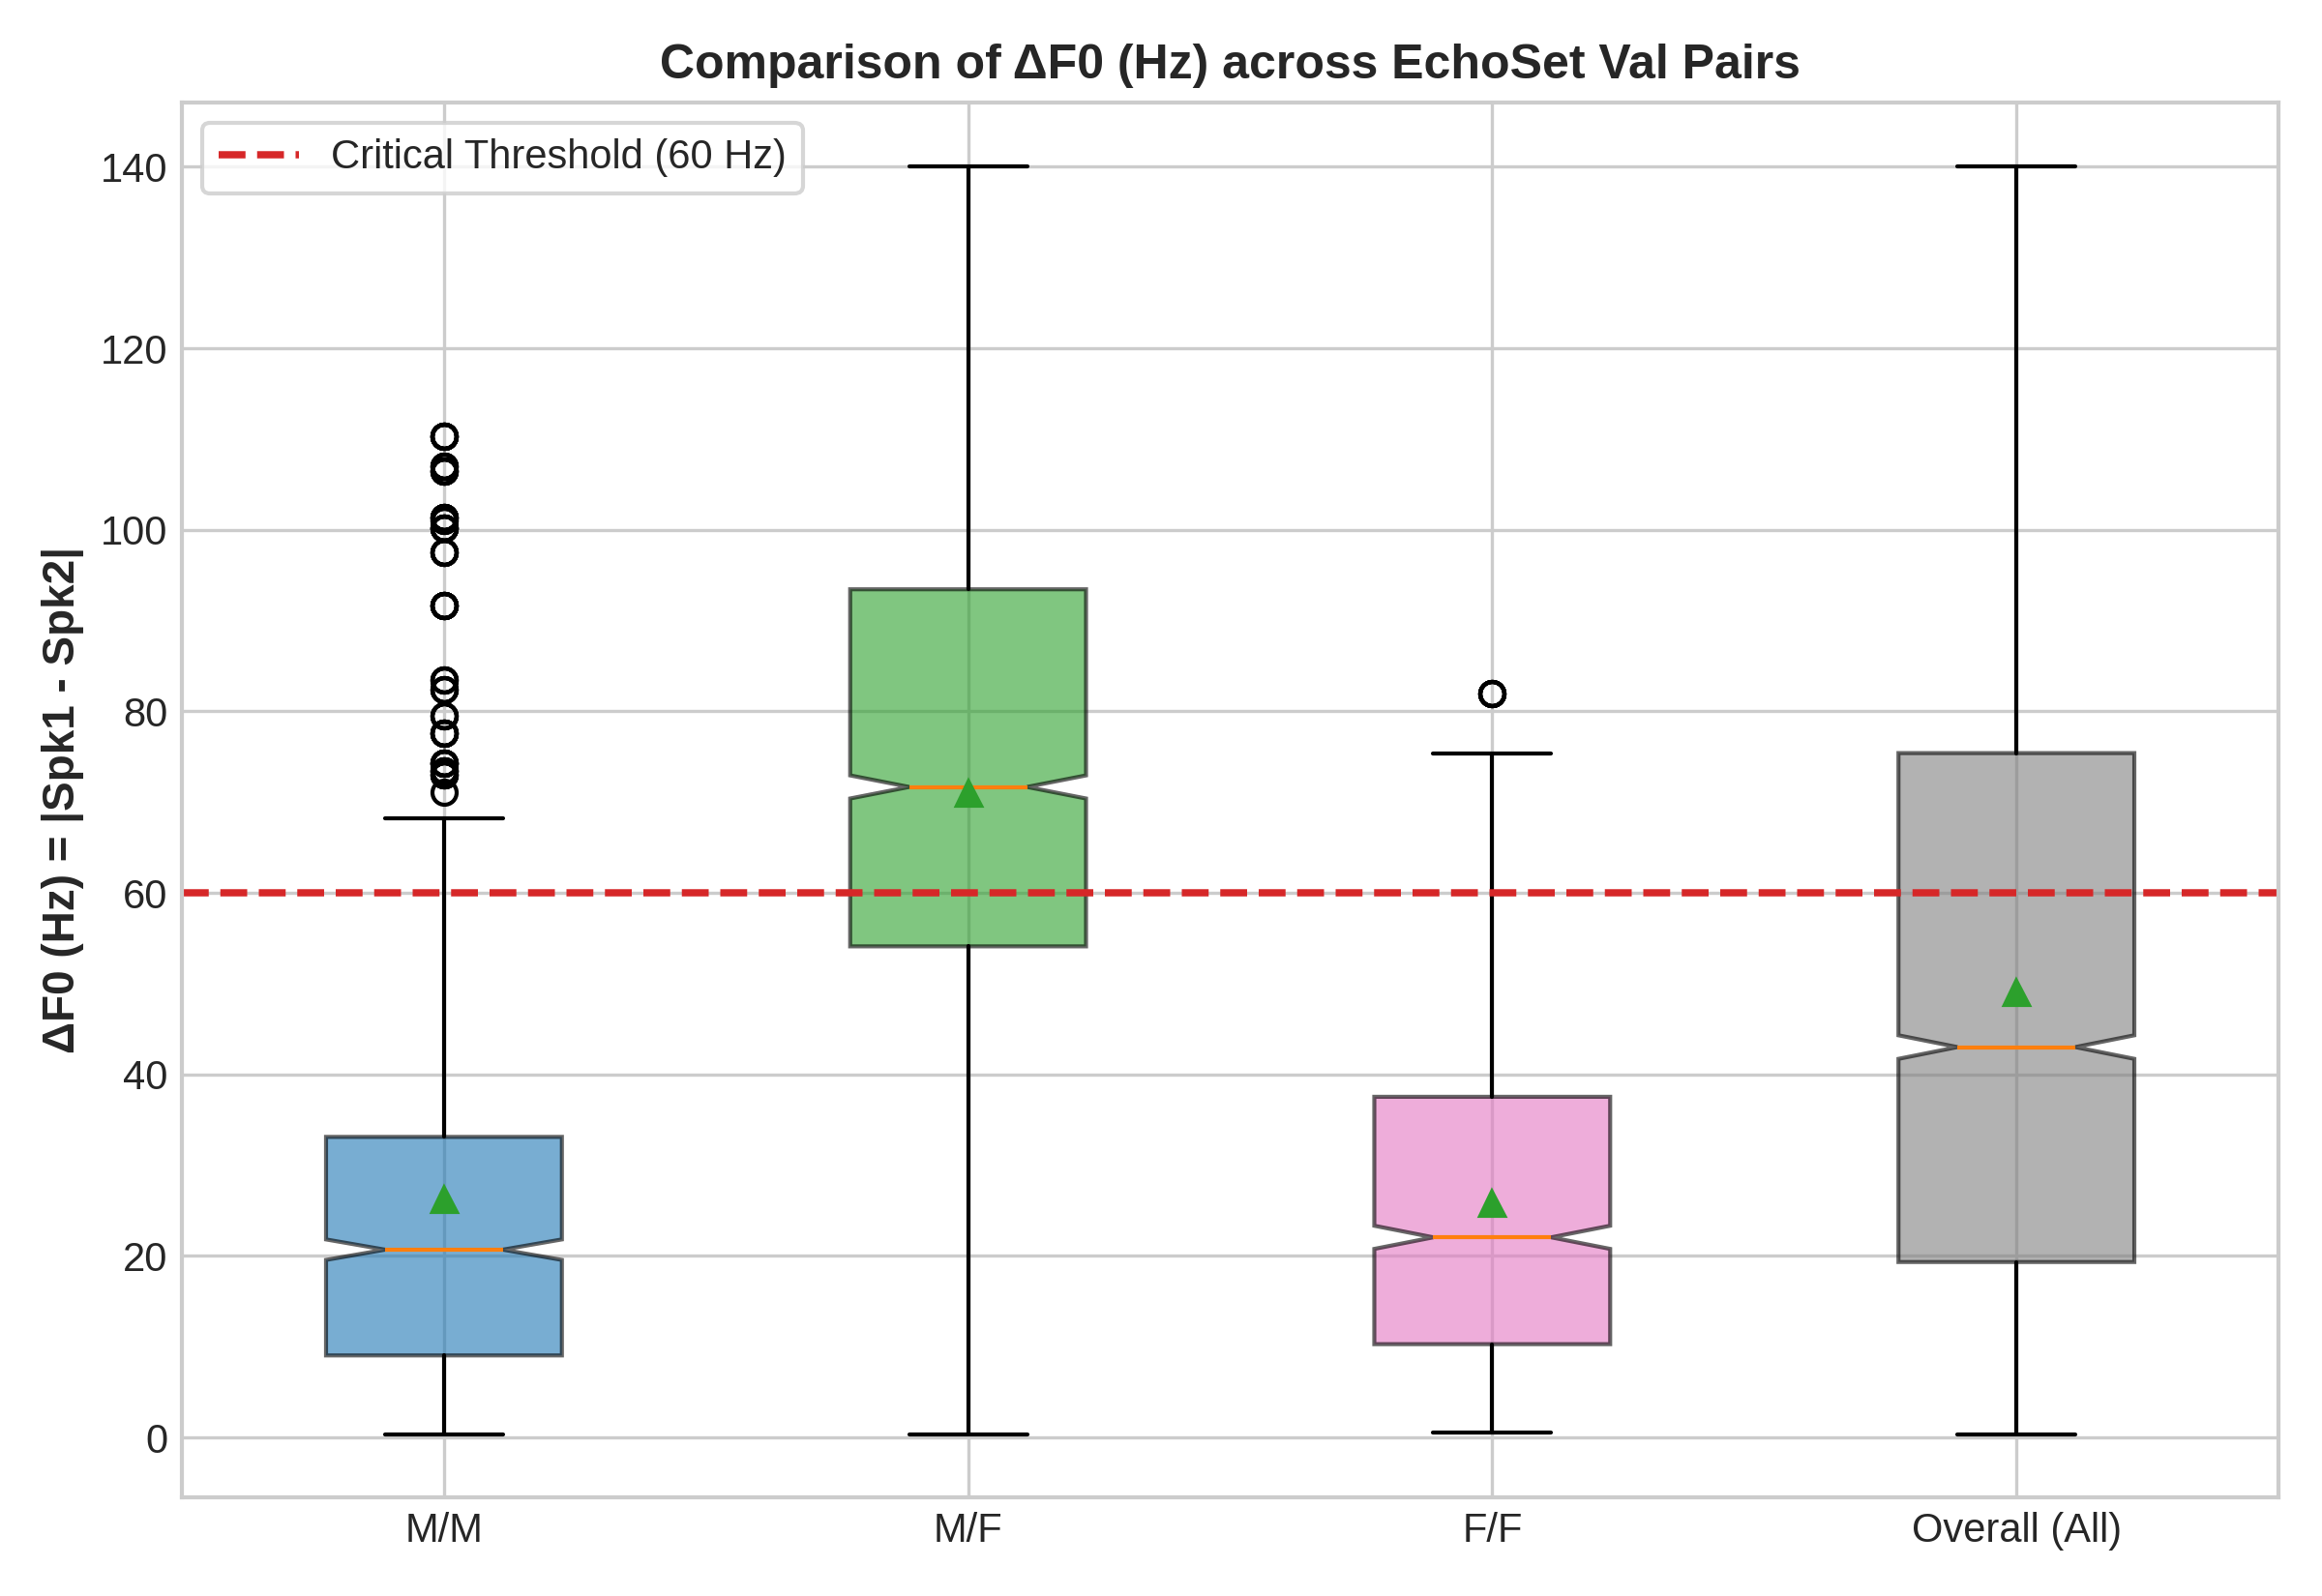 Comparison of ΔF0 (Hz) across EchoSet Val Pairs
Critical Threshold (60 Hz)
ΔF0 (Hz) = |Spk1 - Spk2|
140
120
100
80
60
40
20
0
M/M
M/F
F/F
Overall (All)